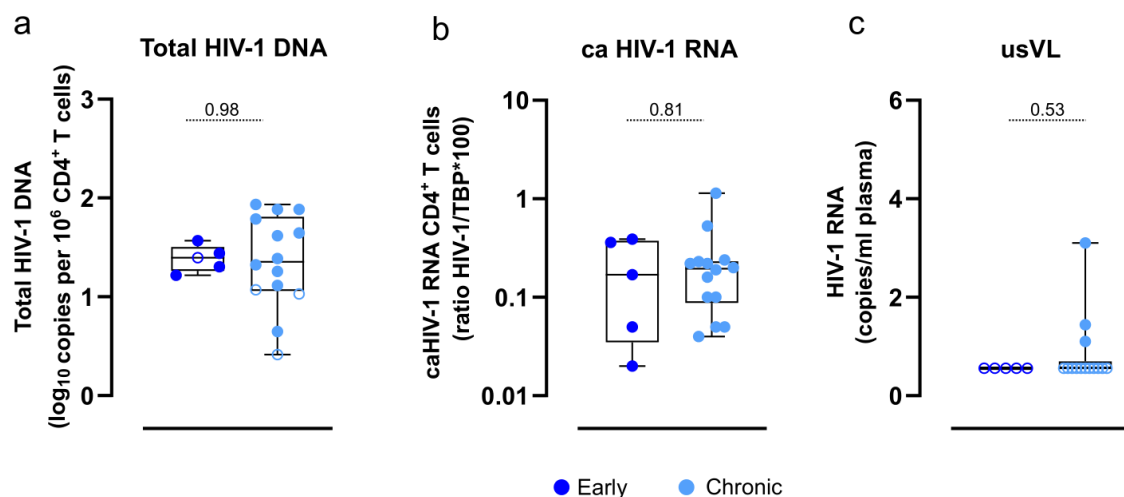 a
Total HIV-1 DNA
Total HIV-1 DNA
(log₁₀ copies per 10⁶ CD4⁺ T cells)
3
2
1
0
0.98
b
ca HIV-1 RNA
caHIV-1 RNA CD4⁺ T cells
(ratio HIV-1/TBP*100)
10
1
0.1
0.01
0.81
c
usVL
HIV-1 RNA
(copies/ml plasma)
6
4
2
0
0.53
Early
Chronic